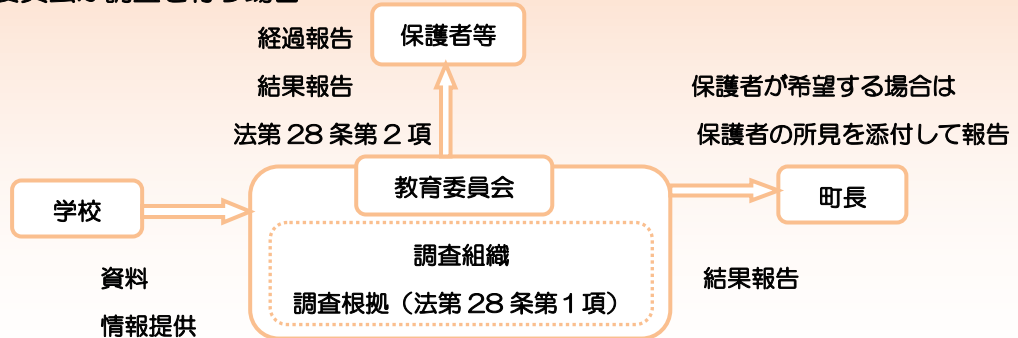 経過報告
保護者等
結果報告
保護者が希望する場合は
法第28条第2項
保護者の所見を添付して報告
教育委員会
学校
町長
調査組織
資料
結果報告
調査根拠（法第28条第1項）
情報提供